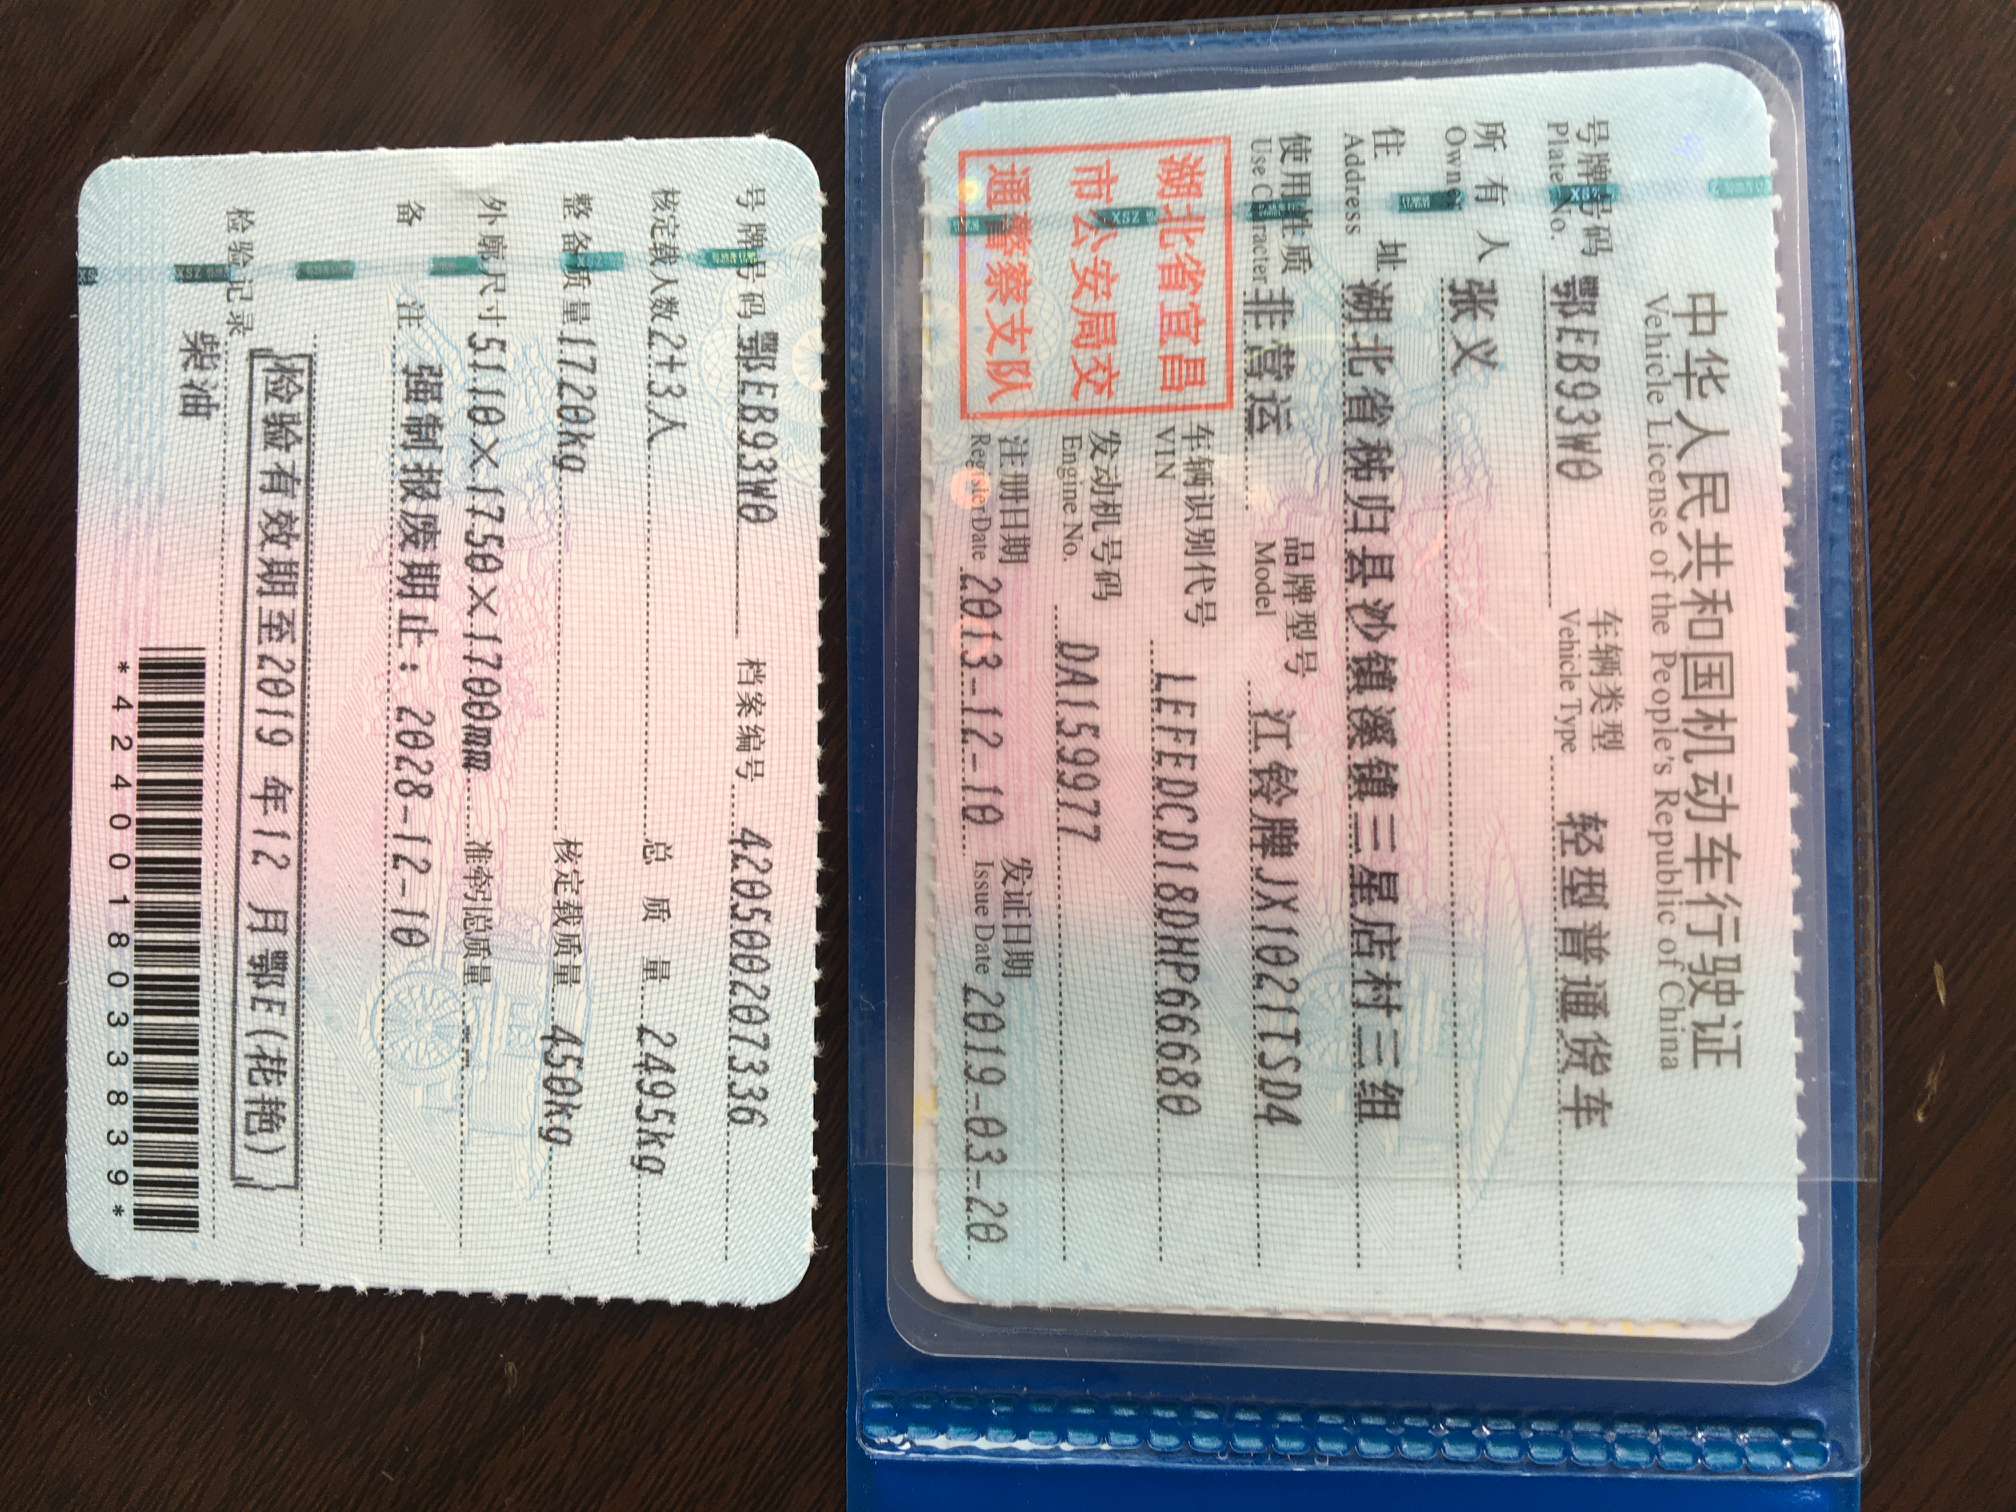 中华人民共和国机动车行驶证
Vehicle License of the People's Republic of China
号牌号码 鄂EB93W0 车辆类型 轻型普通货车
Plate No. Vehicle Type
所有人 张义
Owner
住址 湖北省秭归县沙镇溪镇三星店村三组
Address
使用性质 非营运 品牌型号 江铃牌JX1021TSD4
Use Character Model
湖北省宜昌
市公安局交
通警察支队
车辆识别代号 LEFEDCD18DHP66680
VIN
发动机号码 DA159977
Engine No.
注册日期 2013-12-10 发证日期 2019-03-20
Register Date Issue Date
号牌号码 鄂EB93W0 档案编号 420500207336
核定载人数 2+3人 总质量 2495kg
整备质量 1720kg 核定载质量 450kg
外廓尺寸 5110×1750×1700mm 准牵引总质量 --
备注 强制报废期止：2028-12-10
检验记录 检验有效期至2019年12月鄂E(花艳)
柴油
*4240018033839*